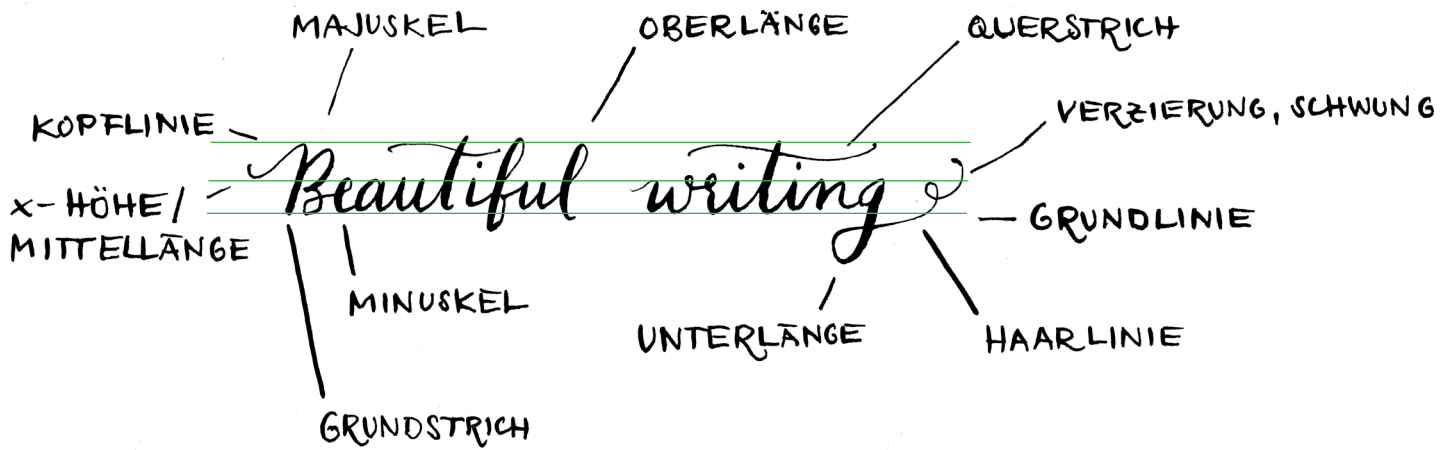 MAJUSKEL
OBERLÄNGE
QUERSTRICH
VERZIERUNG, SCHWUNG
KOPFLINIE
Beautiful writing
x-HÖHE/
MITTELLÄNGE
GRUNDLINIE
MINUSKEL
UNTERLÄNGE
HAARLINIE
GRUNDSTRICH